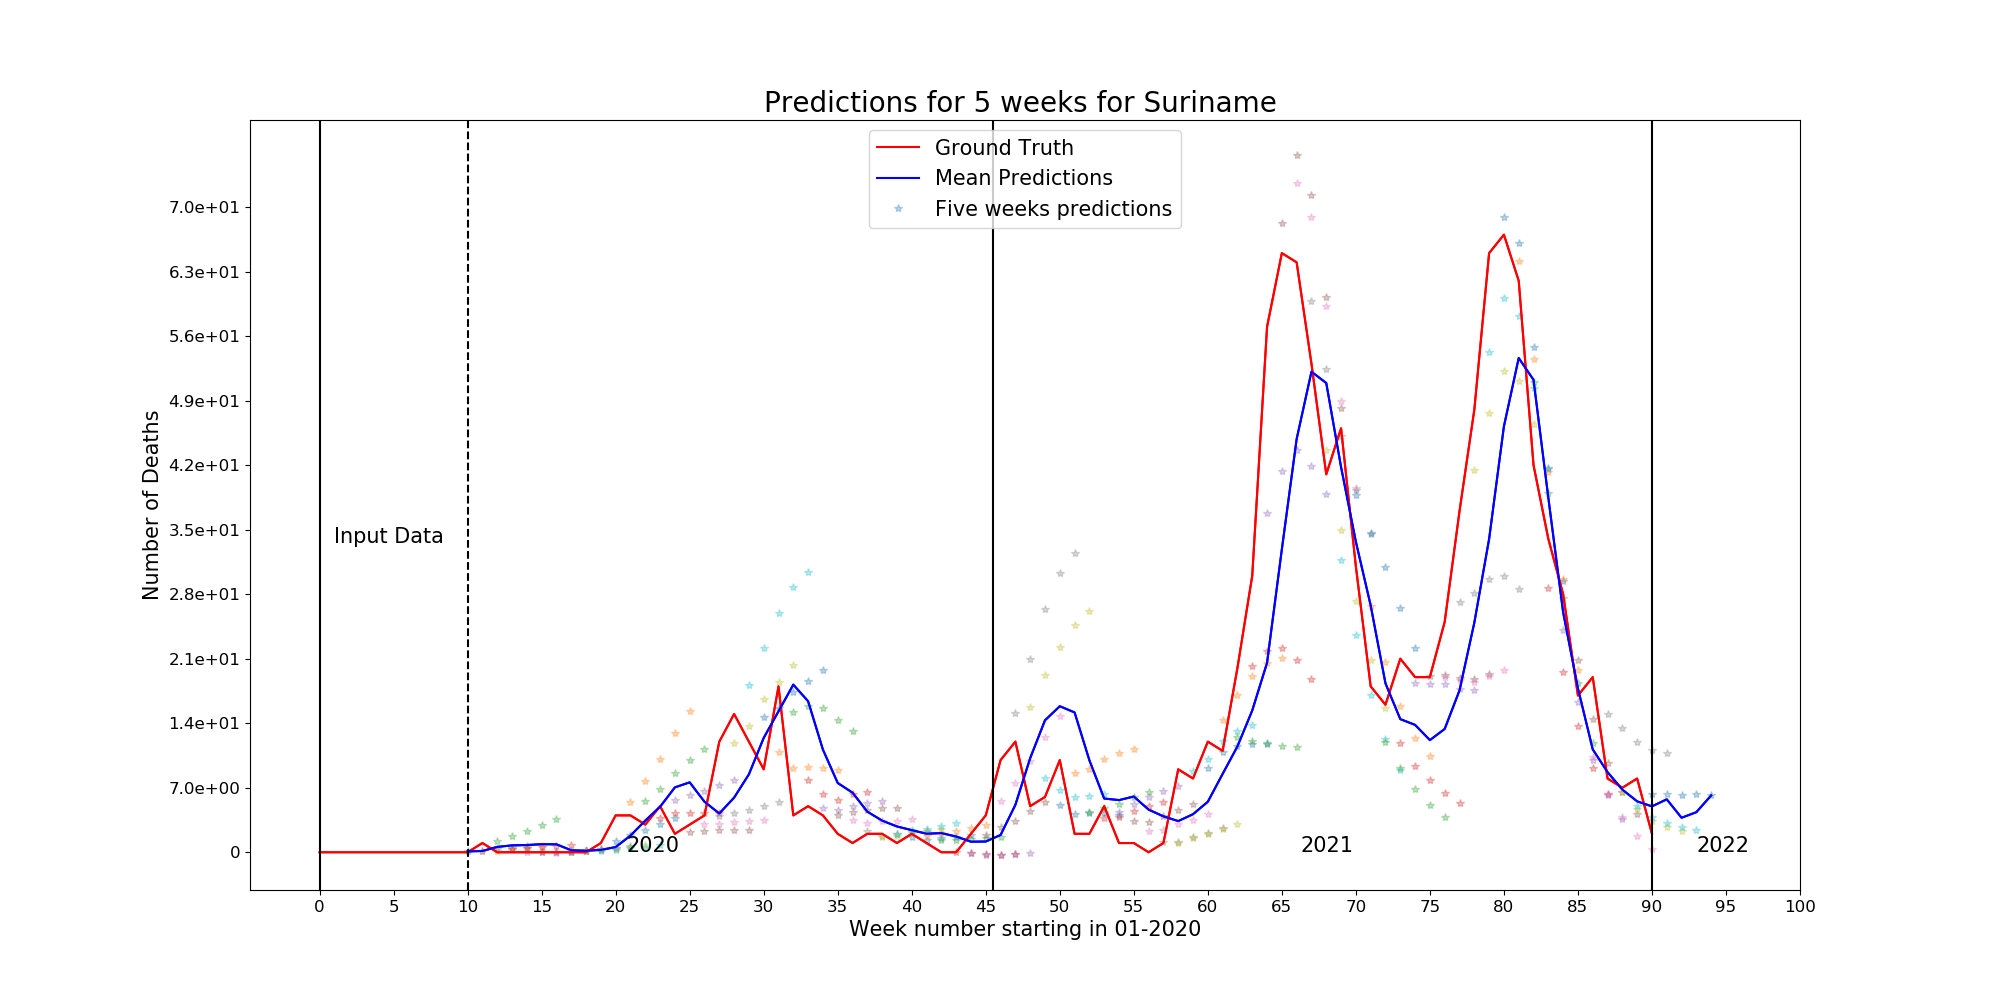 Predictions for 5 weeks for Suriname
Ground Truth
Mean Predictions
Five weeks predictions
7.0e+01
6.3e+01
5.6e+01
4.9e+01
4.2e+01
3.5e+01
2.8e+01
2.1e+01
1.4e+01
7.0e+00
0
Number of Deaths
Input Data
2020
2021
2022
0 5 10 15 20 25 30 35 40 45 50 55 60 65 70 75 80 85 90 95 100
Week number starting in 01-2020